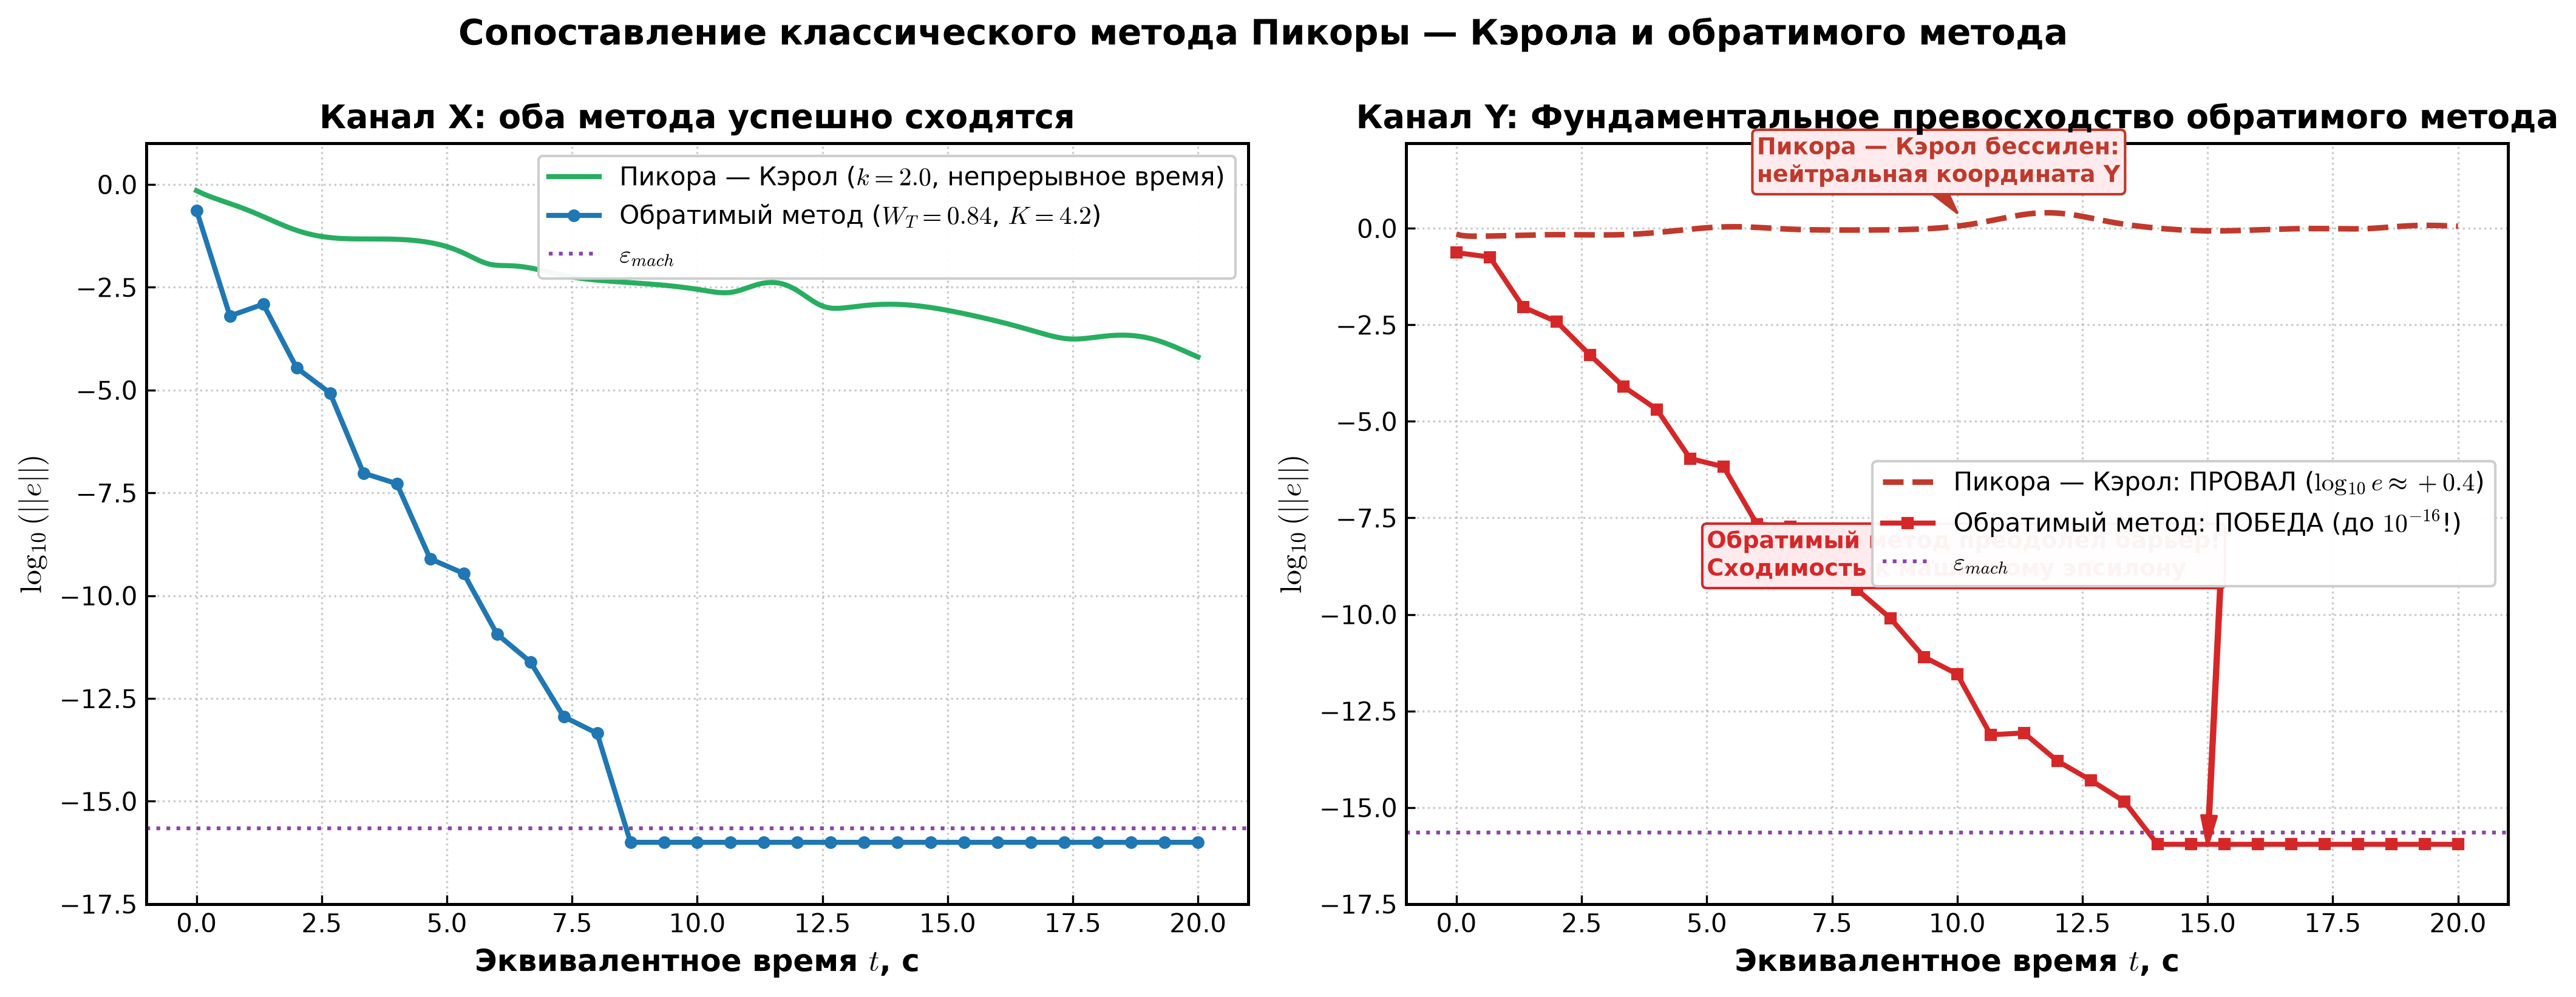 Сопоставление классического метода Пикоры — Кэрола и обратимого метода
Канал X: оба метода успешно сходятся
Пикора — Кэрол (k = 2.0, непрерывное время)
Обратимый метод (W_T = 0.84, K = 4.2)
ε_mach
log₁₀ (||e||)
0.0
−2.5
−5.0
−7.5
−10.0
−12.5
−15.0
−17.5
0.0 2.5 5.0 7.5 10.0 12.5 15.0 17.5 20.0
Эквивалентное время t, с
Канал Y: Фундаментальное превосходство обратимого метода
Пикора — Кэрол бессилен:
нейтральная координата Y
Пикора — Кэрол: ПРОВАЛ (log₁₀ e ≈ +0.4)
Обратимый метод: ПОБЕДА (до 10⁻¹⁶!)
ε_mach
Обратимый метод преодолел барьер!
Сходимость к машинному эпсилону
log₁₀ (||e||)
0.0
−2.5
−5.0
−7.5
−10.0
−12.5
−15.0
−17.5
0.0 2.5 5.0 7.5 10.0 12.5 15.0 17.5 20.0
Эквивалентное время t, с